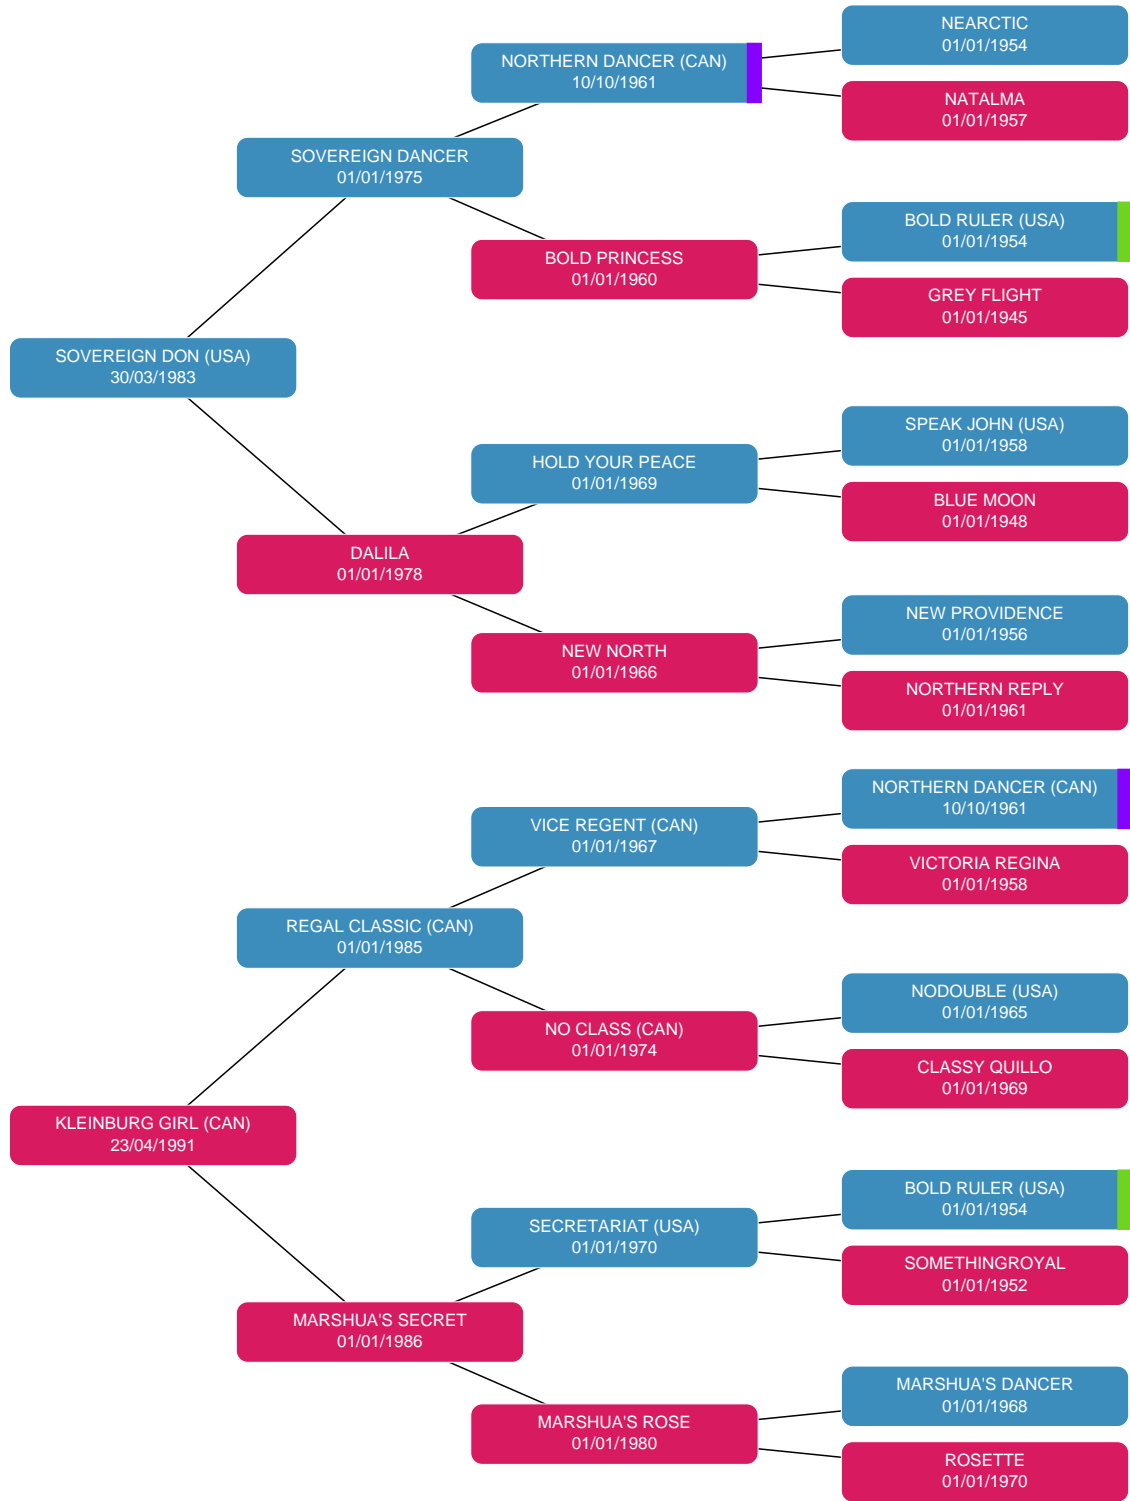 NEARCTIC
01/01/1954
NORTHERN DANCER (CAN)
10/10/1961
NATALMA
01/01/1957
SOVEREIGN DANCER
01/01/1975
BOLD RULER (USA)
01/01/1954
BOLD PRINCESS
01/01/1960
GREY FLIGHT
01/01/1945
SOVEREIGN DON (USA)
30/03/1983
SPEAK JOHN (USA)
01/01/1958
HOLD YOUR PEACE
01/01/1969
BLUE MOON
01/01/1948
DALILA
01/01/1978
NEW PROVIDENCE
01/01/1956
NEW NORTH
01/01/1966
NORTHERN REPLY
01/01/1961
NORTHERN DANCER (CAN)
10/10/1961
VICE REGENT (CAN)
01/01/1967
VICTORIA REGINA
01/01/1958
REGAL CLASSIC (CAN)
01/01/1985
NODOUBLE (USA)
01/01/1965
NO CLASS (CAN)
01/01/1974
CLASSY QUILLO
01/01/1969
KLEINBURG GIRL (CAN)
23/04/1991
BOLD RULER (USA)
01/01/1954
SECRETARIAT (USA)
01/01/1970
SOMETHINGROYAL
01/01/1952
MARSHUA'S SECRET
01/01/1986
MARSHUA'S DANCER
01/01/1968
MARSHUA'S ROSE
01/01/1980
ROSETTE
01/01/1970